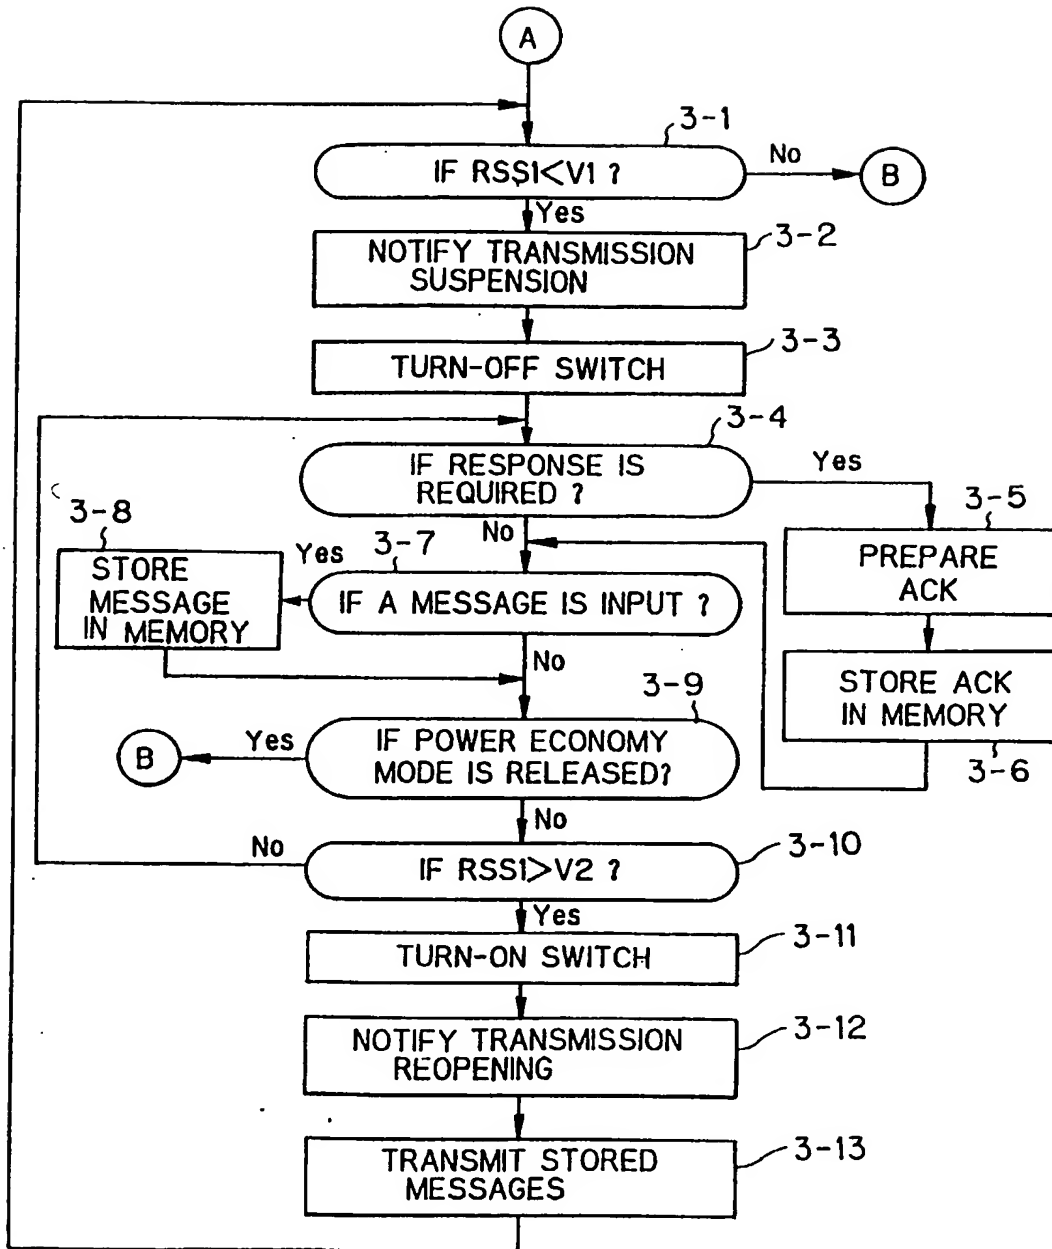 A
3-1
IF RSSI<V1 ?
No
B
Yes
3-2
NOTIFY TRANSMISSION
SUSPENSION
3-3
TURN-OFF SWITCH
3-4
IF RESPONSE IS
REQUIRED ?
Yes
No
3-5
PREPARE
ACK
3-8
Yes
3-7
STORE
MESSAGE
IN MEMORY
IF A MESSAGE IS INPUT ?
No
STORE ACK
IN MEMORY
3-6
3-9
B
Yes
IF POWER ECONOMY
MODE IS RELEASED?
No
No
IF RSSI>V2 ?
3-10
Yes
3-11
TURN-ON SWITCH
3-12
NOTIFY TRANSMISSION
REOPENING
3-13
TRANSMIT STORED
MESSAGES